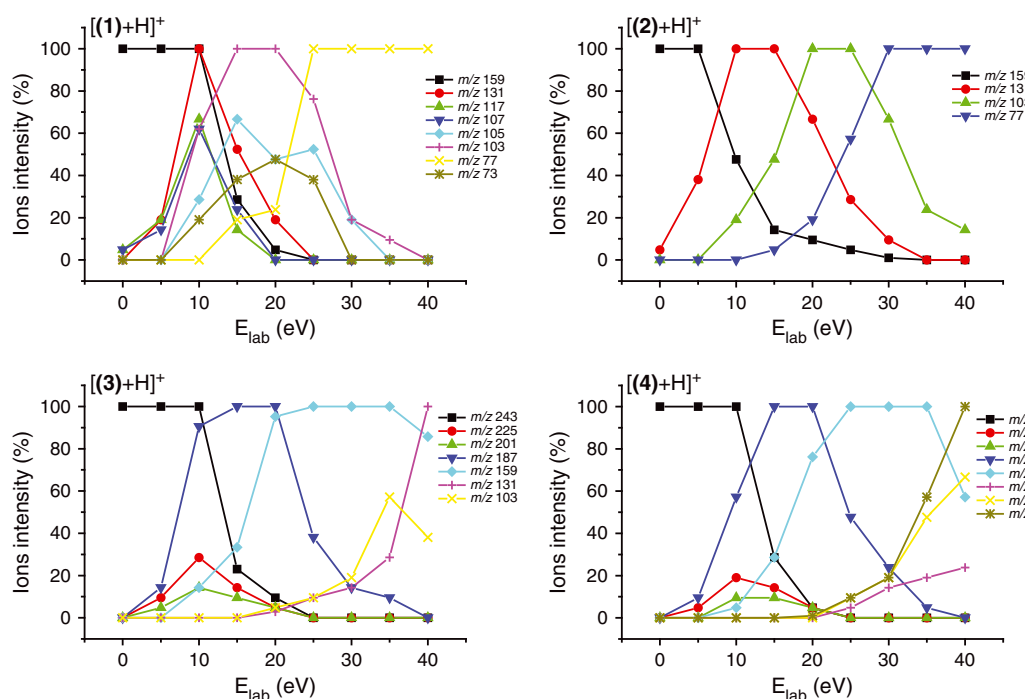 [(1)+H]+
100
80
60
40
20
0
Ions intensity (%)
0 10 20 30 40
Elab (eV)
m/z 159
m/z 131
m/z 117
m/z 107
m/z 105
m/z 103
m/z 77
m/z 73
[(2)+H]+
100
80
60
40
20
0
Ions intensity (%)
0 10 20 30 40
Elab (eV)
m/z
m/z
m/z
m/z 77
[(3)+H]+
100
80
60
40
20
0
Ions intensity (%)
0 10 20 30 40
Elab (eV)
m/z 243
m/z 225
m/z 201
m/z 187
m/z 159
m/z 131
m/z 103
[(4)+H]+
100
80
60
40
20
0
Ions intensity (%)
0 10 20 30 40
Elab (eV)